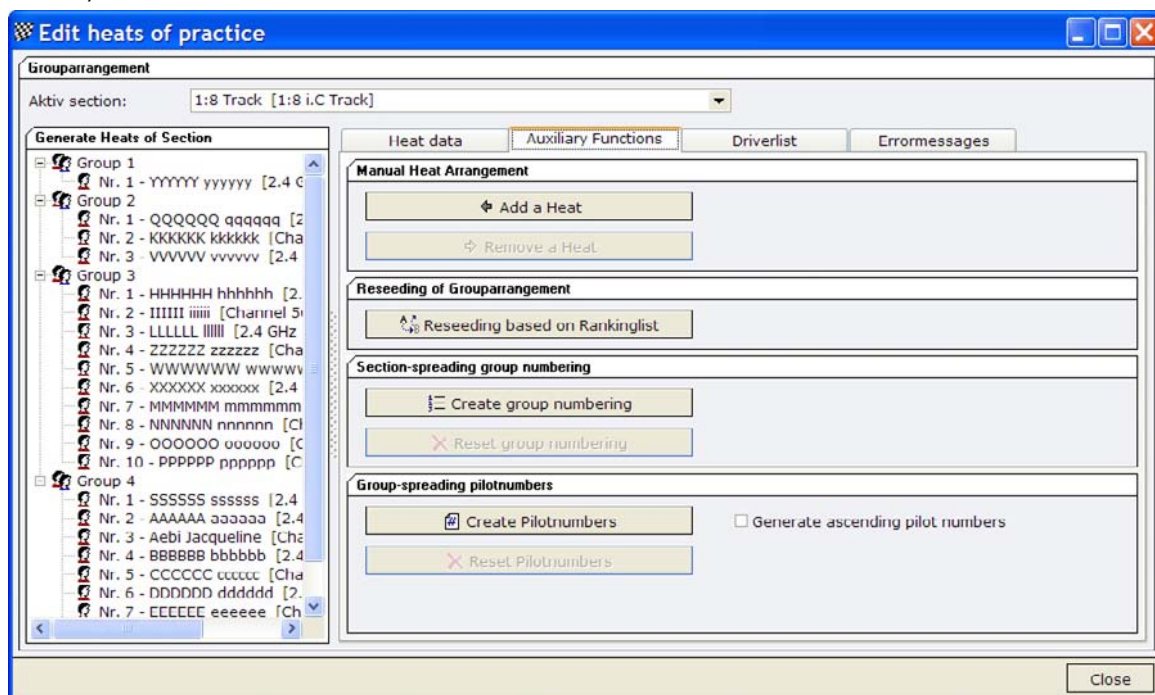 Edit heats of practice
Grouparrangement
Aktiv section: 1:8 Track [1:8 i.C Track]
Generate Heats of Section
Group 1
Nr. 1 - YYYYYY yyyyyy [2.4 G
Group 2
Nr. 1 - QQQQQQ qqqqqq [2
Nr. 2 - KKKKKK kkkkkk [Cha
Nr. 3 - VVVVVV vvvvvv [2.4
Group 3
Nr. 1 - HHHHHH hhhhhh [2.
Nr. 2 - IIIIII iiiiii [Channel 5
Nr. 3 - LLLLLL llllll [2.4 GHz
Nr. 4 - ZZZZZZ zzzzzz [Cha
Nr. 5 - WWWWWW wwwwv
Nr. 6 - XXXXXX xxxxxx [2.4
Nr. 7 - MMMMMM mmmmmm
Nr. 8 - NNNNNN nnnnnn [Cl
Nr. 9 - OOOOOO oooooo [C
Nr. 10 - PPPPPP pppppp [C
Group 4
Nr. 1 - SSSSSS ssssss [2.4
Nr. 2 - AAAAAA aaaaaa [2.4
Nr. 3 - Aebi Jacqueline [Cha
Nr. 4 - BBBBBB bbbbbb [2.4
Nr. 5 - CCCCCC cccccc [Cha
Nr. 6 - DDDDDD dddddd [2.
Nr. 7 - EEEEEE eeeeee [Ch
Heat data Auxiliary Functions Driverlist Errormessages
Manual Heat Arrangement
Add a Heat
Remove a Heat
Reseeding of Grouparrangement
Reseeding based on Rankinglist
Section-spreading group numbering
Create group numbering
Reset group numbering
Group-spreading pilotnumbers
Create Pilotnumbers Generate ascending pilot numbers
Reset Pilotnumbers
Close